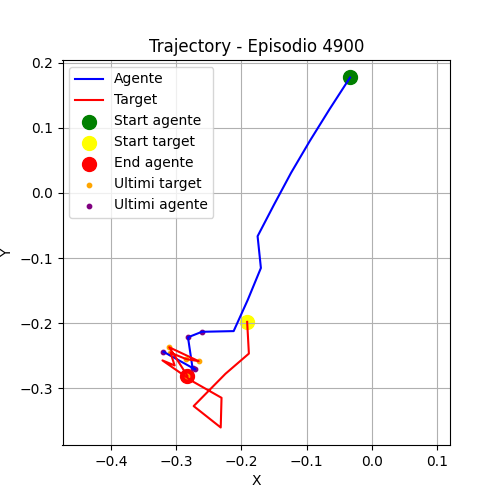 Trajectory - Episodio 4900
0.2
0.1
0.0
−0.1
−0.2
−0.3
Y
Agente
Target
Start agente
Start target
End agente
Ultimi target
Ultimi agente
−0.4
−0.3
−0.2
−0.1
0.0
0.1
X